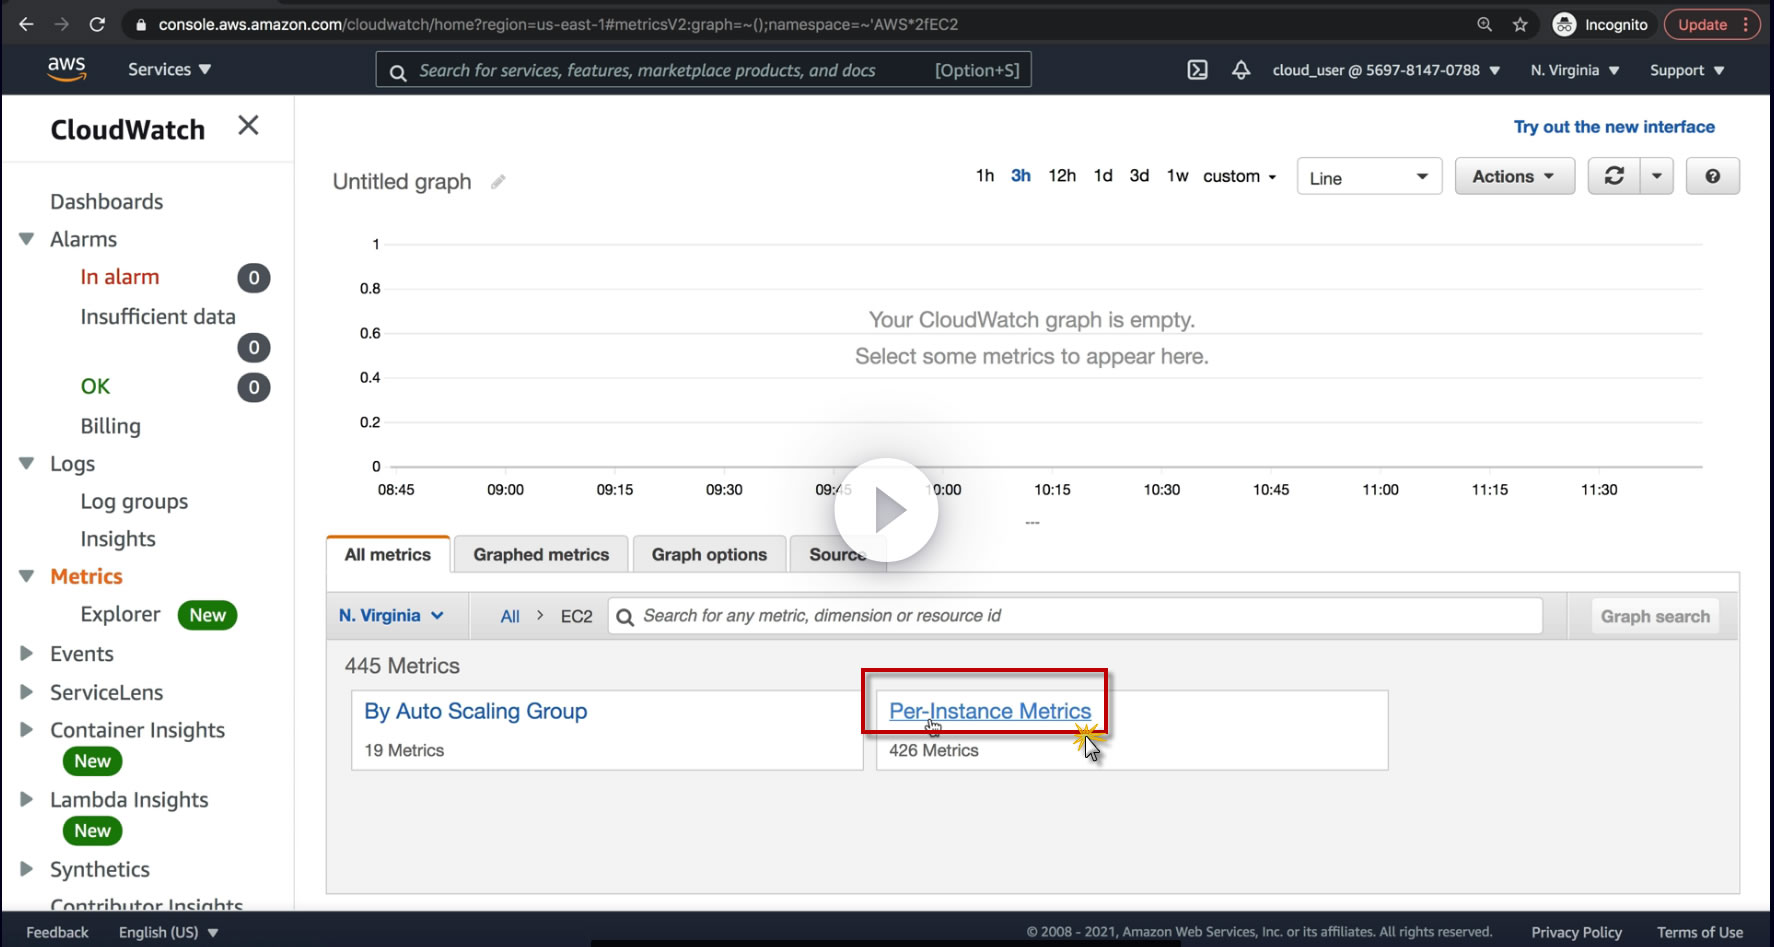 console.aws.amazon.com/cloudwatch/home?region=us-east-1#metricsV2:graph=~();namespace=~'AWS*2fEC2
Incognito
Update
aws
Services
Search for services, features, marketplace products, and docs
[Option+S]
cloud_user @ 5697-8147-0788
N. Virginia
Support
CloudWatch
Try out the new interface
Untitled graph
1h 3h 12h 1d 3d 1w custom
Line
Actions
Dashboards
Alarms
In alarm 0
Insufficient data
0
OK 0
Billing
Logs
Log groups
Insights
Metrics
Explorer New
Events
ServiceLens
Container Insights
New
Lambda Insights
New
Synthetics
Contributor Insights
1
0.8
0.6
0.4
0.2
0
Your CloudWatch graph is empty.
Select some metrics to appear here.
08:45 09:00 09:15 09:30 09:45 10:00 10:15 10:30 10:45 11:00 11:15 11:30
---
All metrics
Graphed metrics
Graph options
Source
N. Virginia
All > EC2
Search for any metric, dimension or resource id
Graph search
445 Metrics
By Auto Scaling Group
19 Metrics
Per-Instance Metrics
426 Metrics
Feedback
English (US)
© 2008 - 2021, Amazon Web Services, Inc. or its affiliates. All rights reserved.
Privacy Policy
Terms of Use